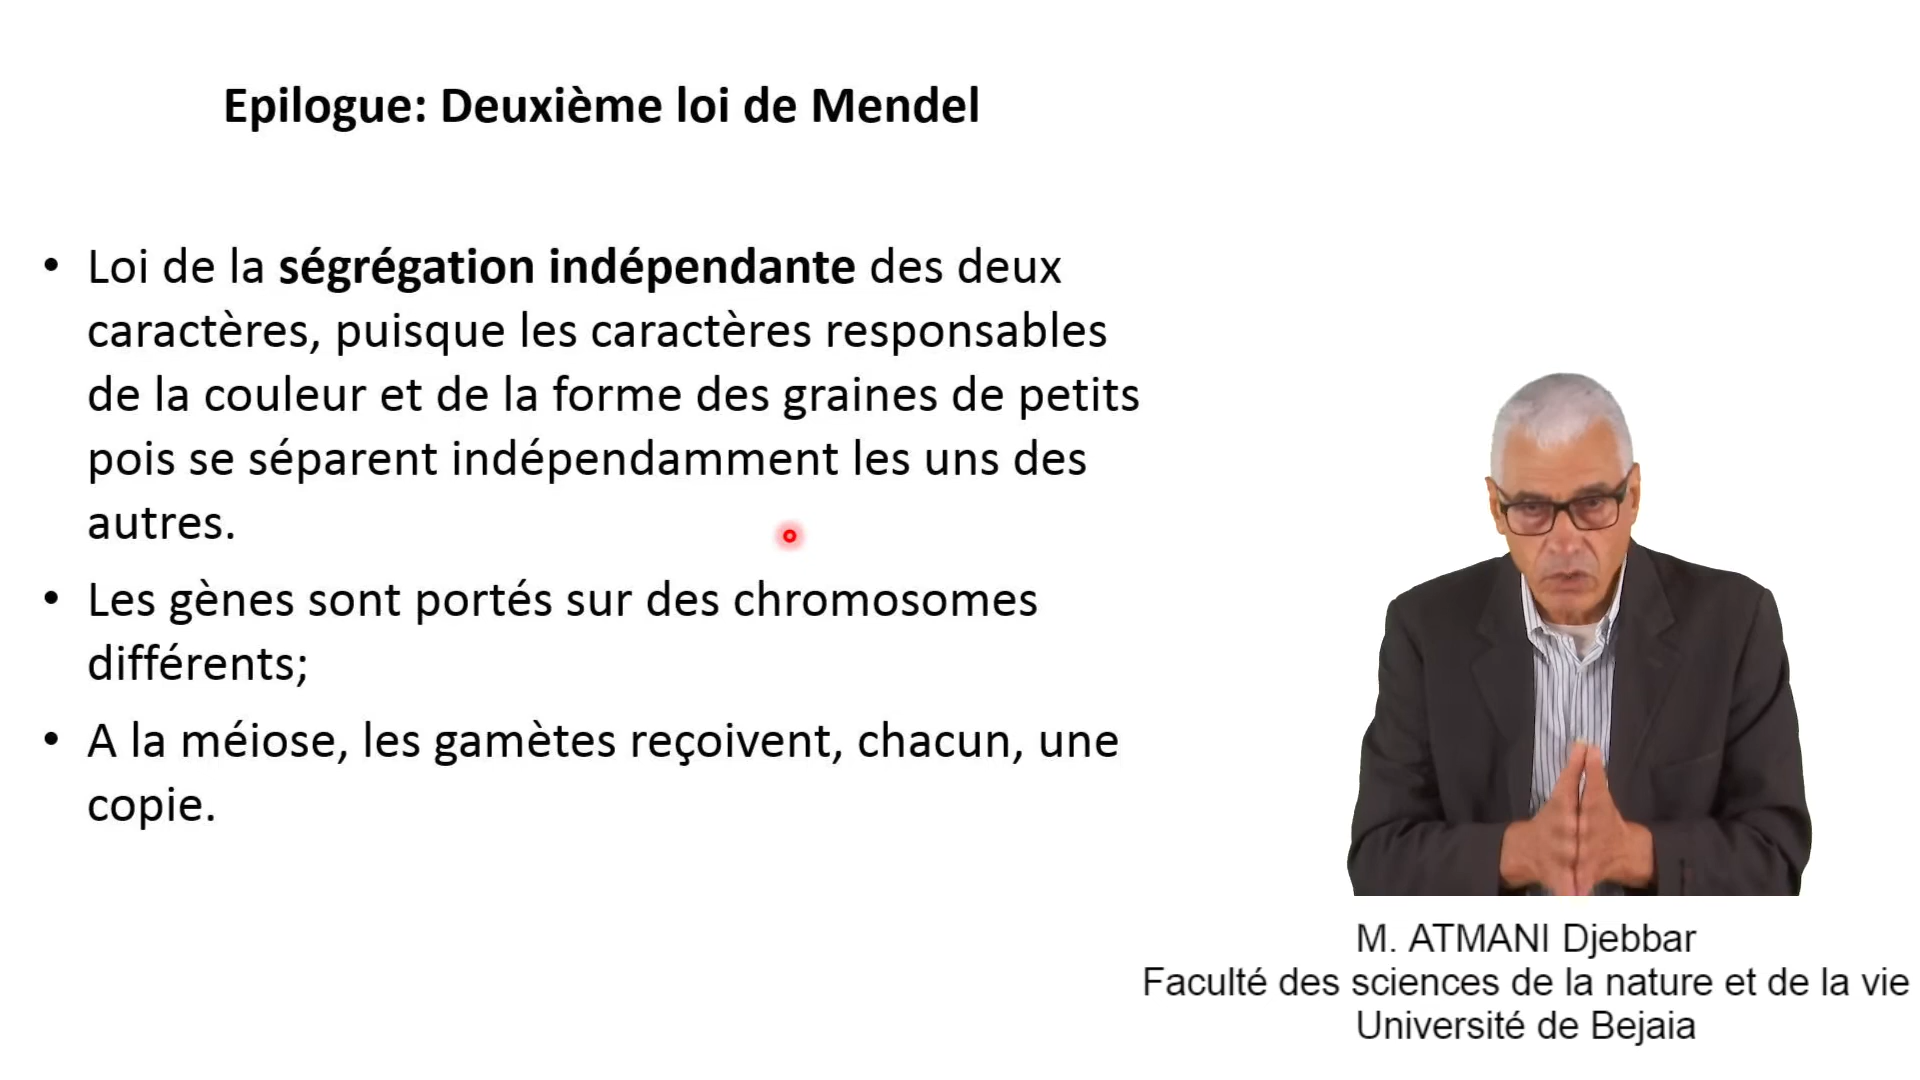 Epilogue: Deuxième loi de Mendel
• Loi de la ségrégation indépendante des deux
caractères, puisque les caractères responsables
de la couleur et de la forme des graines de petits
pois se séparent indépendamment les uns des
autres.
• Les gènes sont portés sur des chromosomes
différents;
• A la méiose, les gamètes reçoivent, chacun, une
copie.
M. ATMANI Djebbar
Faculté des sciences de la nature et de la vie
Université de Bejaia